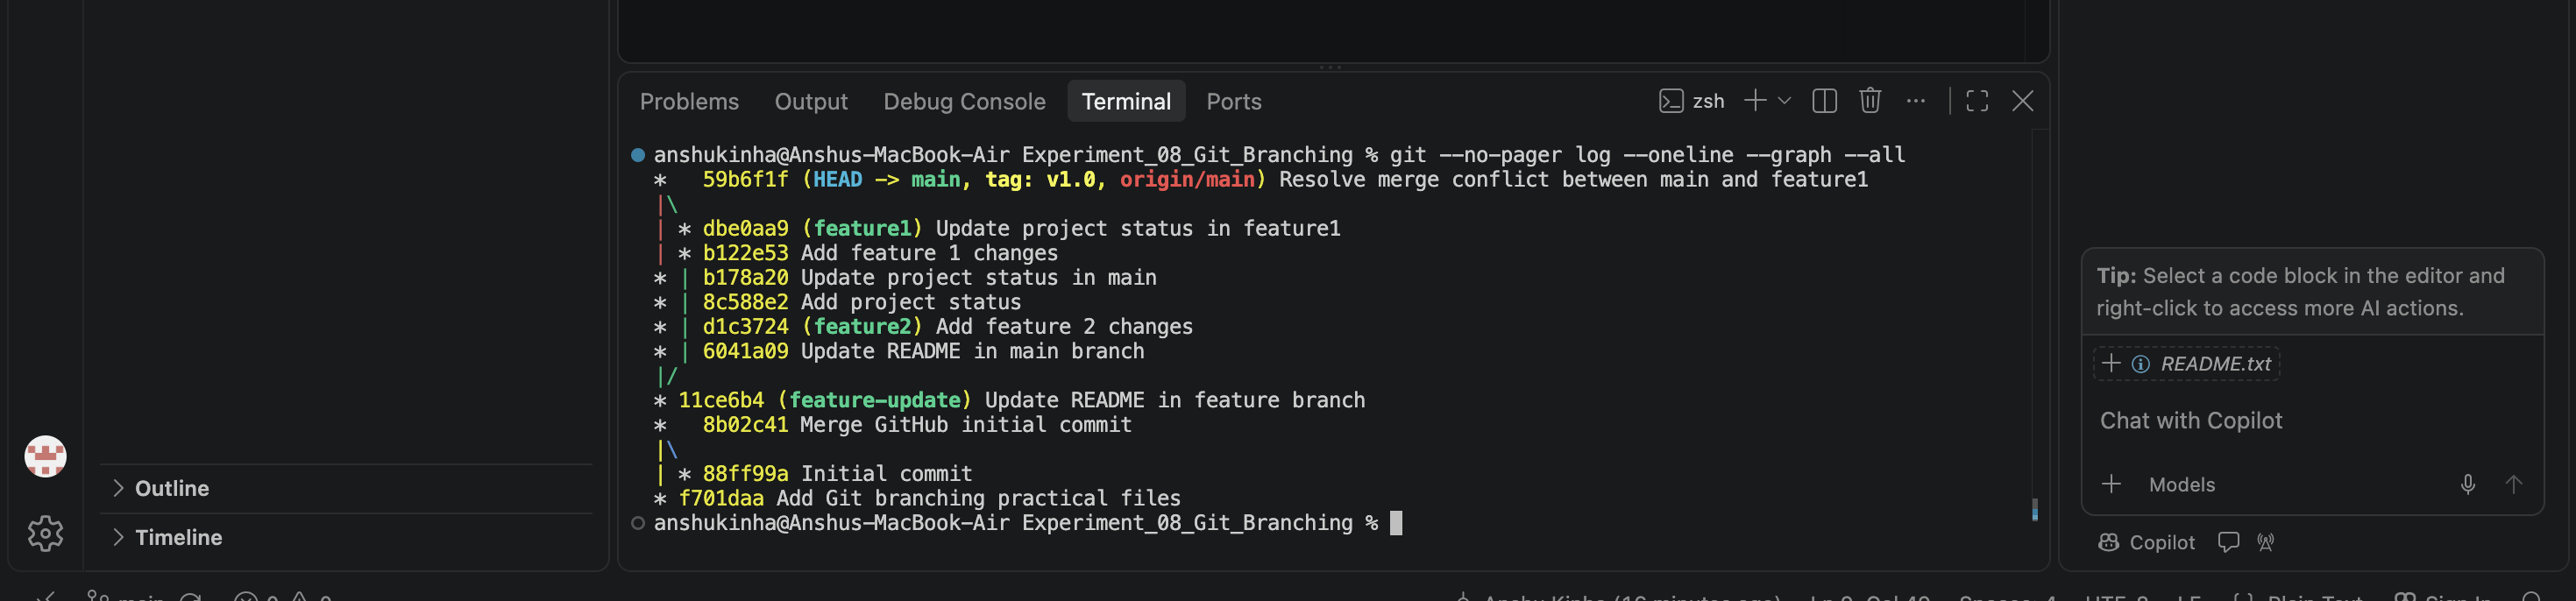 Problems Output Debug Console Terminal Ports zsh
anshukinha@Anshus-MacBook-Air Experiment_08_Git_Branching % git --no-pager log --oneline --graph --all
*   59b6f1f (HEAD -> main, tag: v1.0, origin/main) Resolve merge conflict between main and feature1
|\
| * dbe0aa9 (feature1) Update project status in feature1
| * b122e53 Add feature 1 changes
* | b178a20 Update project status in main
* | 8c588e2 Add project status
* | d1c3724 (feature2) Add feature 2 changes
* | 6041a09 Update README in main branch
|/
* 11ce6b4 (feature-update) Update README in feature branch
*   8b02c41 Merge GitHub initial commit
|\
| * 88ff99a Initial commit
* f701daa Add Git branching practical files
anshukinha@Anshus-MacBook-Air Experiment_08_Git_Branching %
Outline
Timeline
Tip: Select a code block in the editor and
right-click to access more AI actions.
README.txt
Chat with Copilot
Models
Copilot
main